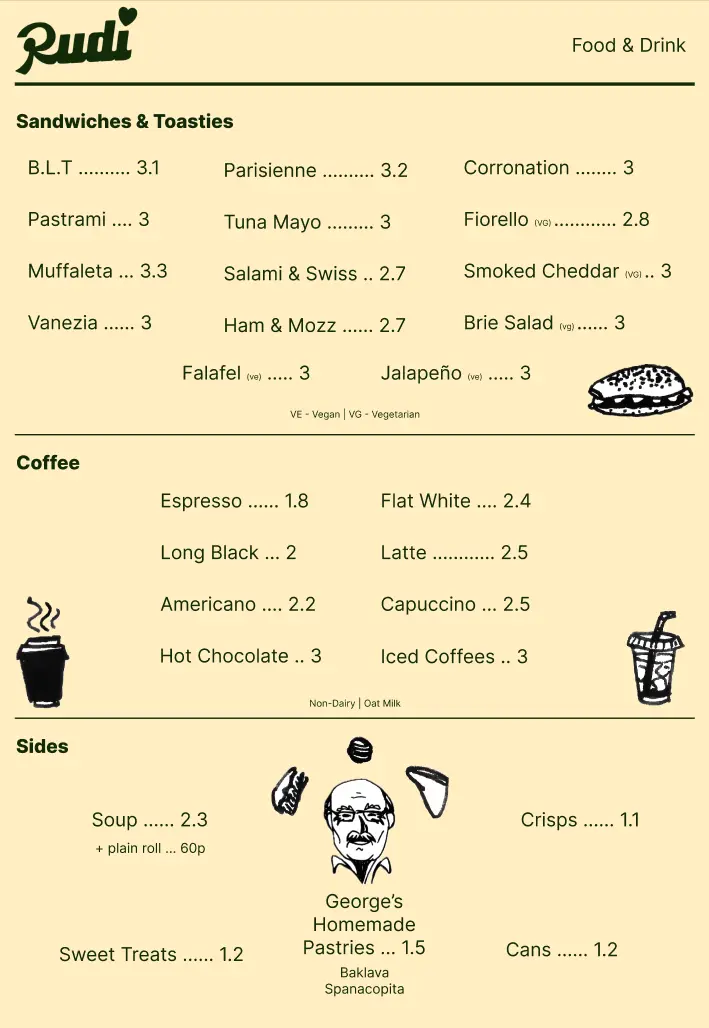 Rudi
Food & Drink
Sandwiches & Toasties
B.L.T .......... 3.1
Parisienne .......... 3.2
Corronation ........ 3
Pastrami .... 3
Tuna Mayo ......... 3
Fiorello (VG) ............ 2.8
Muffaleta ... 3.3
Salami & Swiss .. 2.7
Smoked Cheddar (VG) .. 3
Vanezia ...... 3
Ham & Mozz ...... 2.7
Brie Salad (vg) ...... 3
Falafel (ve) ..... 3
Jalapeño (ve) ..... 3
VE - Vegan | VG - Vegetarian
Coffee
Espresso ...... 1.8
Flat White .... 2.4
Long Black ... 2
Latte ............ 2.5
Americano .... 2.2
Capuccino ... 2.5
Hot Chocolate .. 3
Iced Coffees .. 3
Non-Dairy | Oat Milk
Sides
Soup ...... 2.3
+ plain roll ... 60p
Crisps ...... 1.1
George's
Homemade
Pastries ... 1.5
Baklava
Spanacopita
Sweet Treats ...... 1.2
Cans ...... 1.2